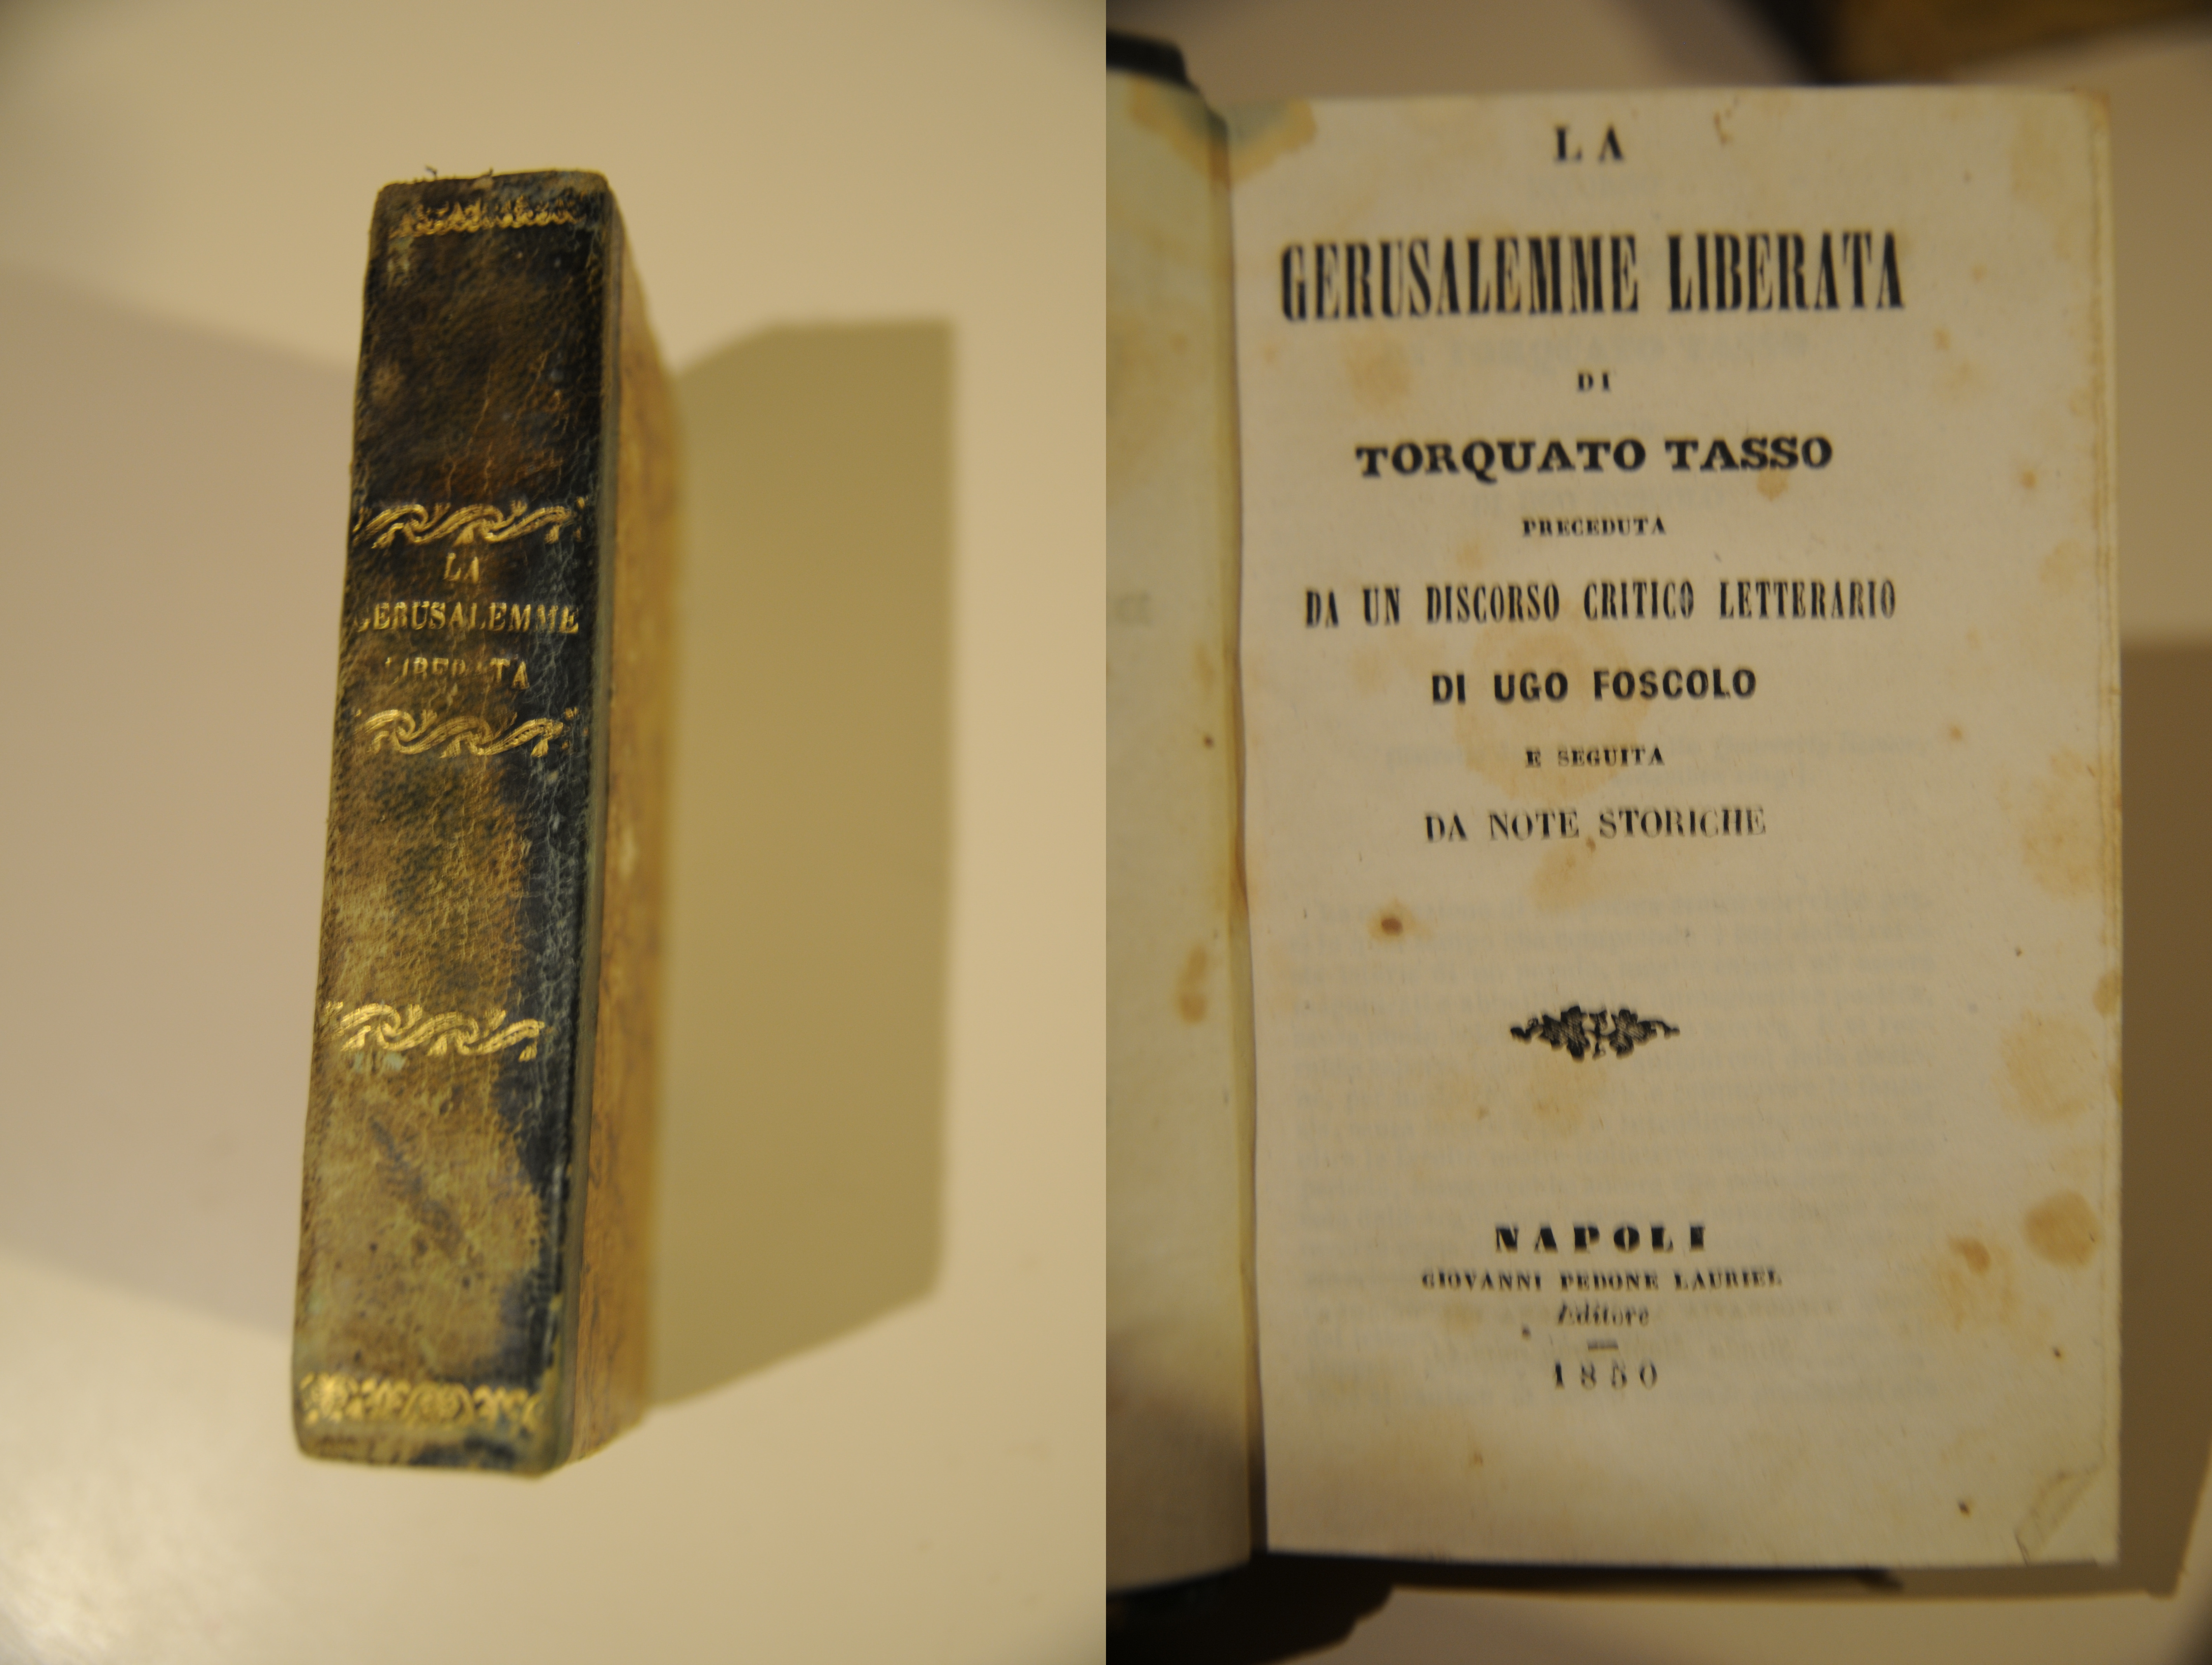 LA
GERUSALEMME
LA
GERUSALEMME LIBERATA
DI
TORQUATO TASSO
PRECEDUTA
DA UN DISCORSO CRITICO LETTERARIO
DI UGO FOSCOLO
E SEGUITA
DA NOTE STORICHE
NAPOLI
GIOVANNI PEDONE LAURIEL
Editore
1850